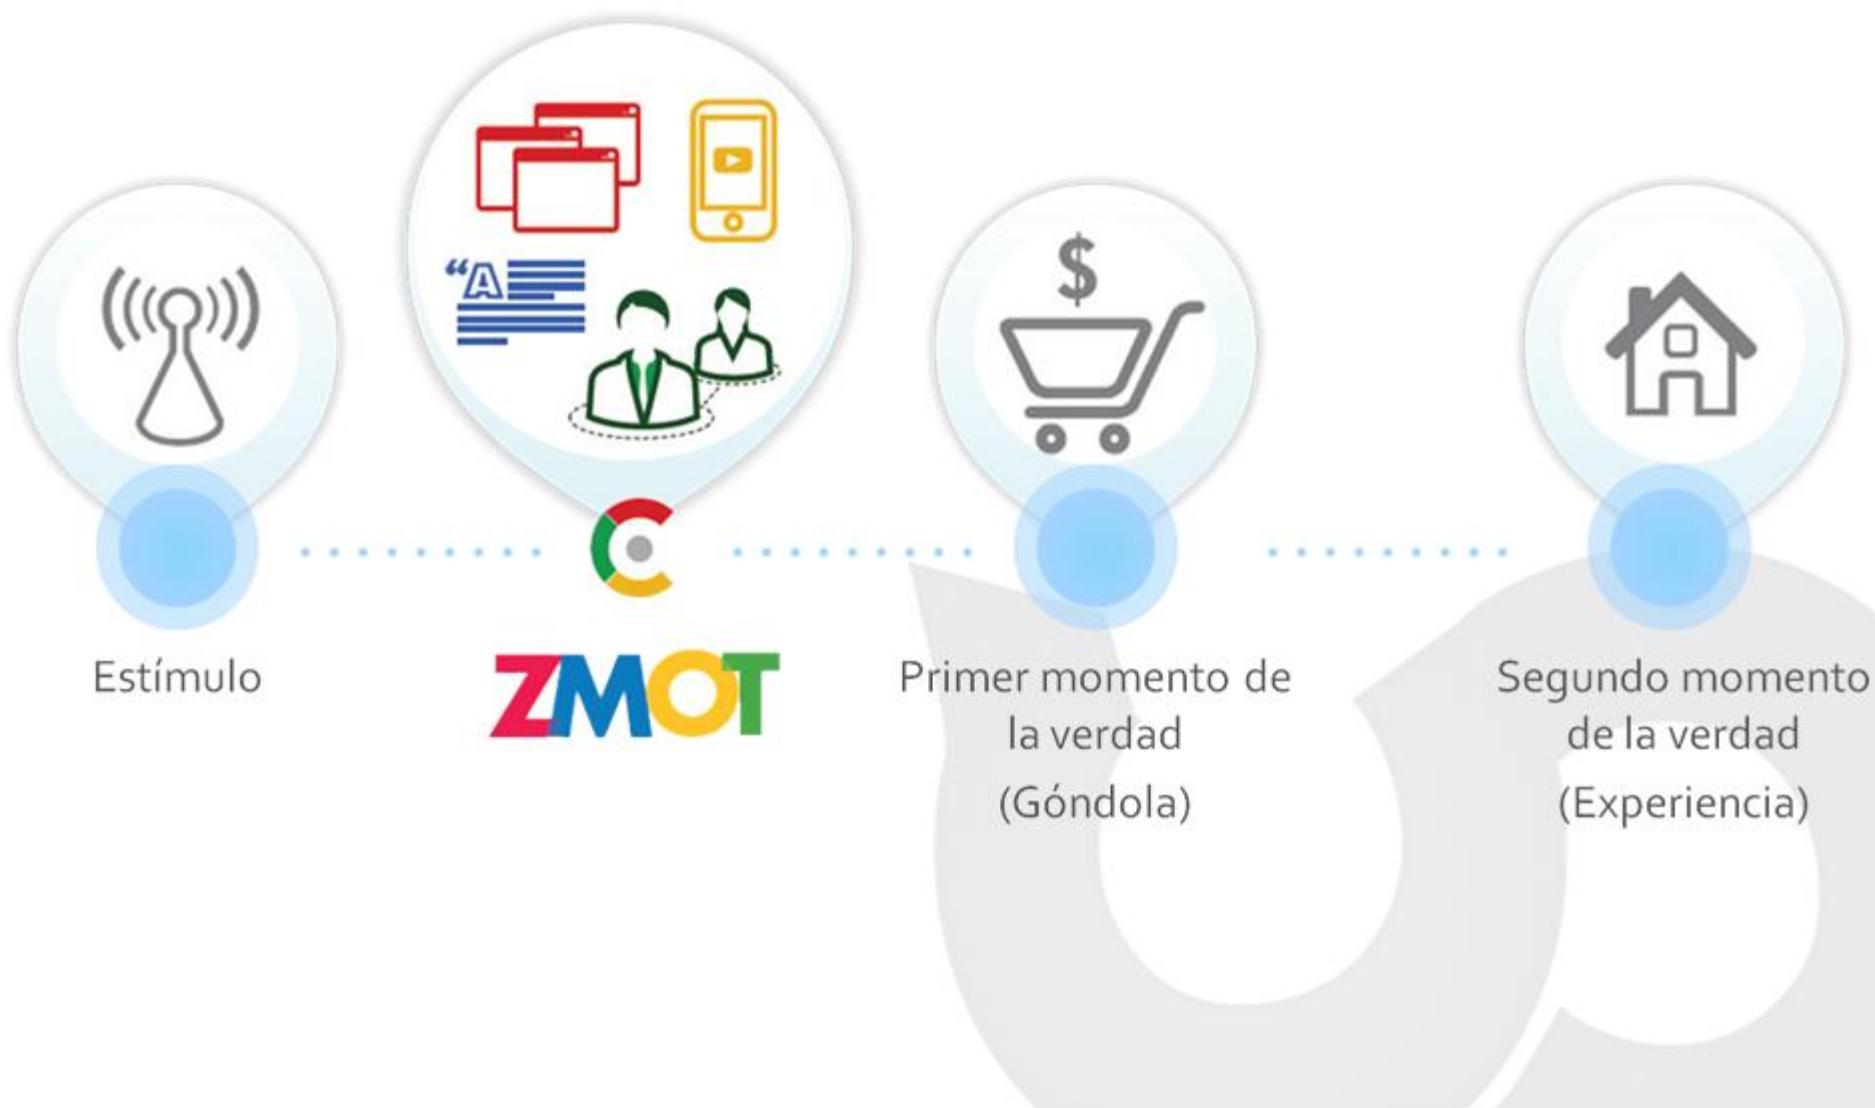 $
“A
Estímulo
ZMOT
Primer momento de
la verdad
(Góndola)
Segundo momento
de la verdad
(Experiencia)